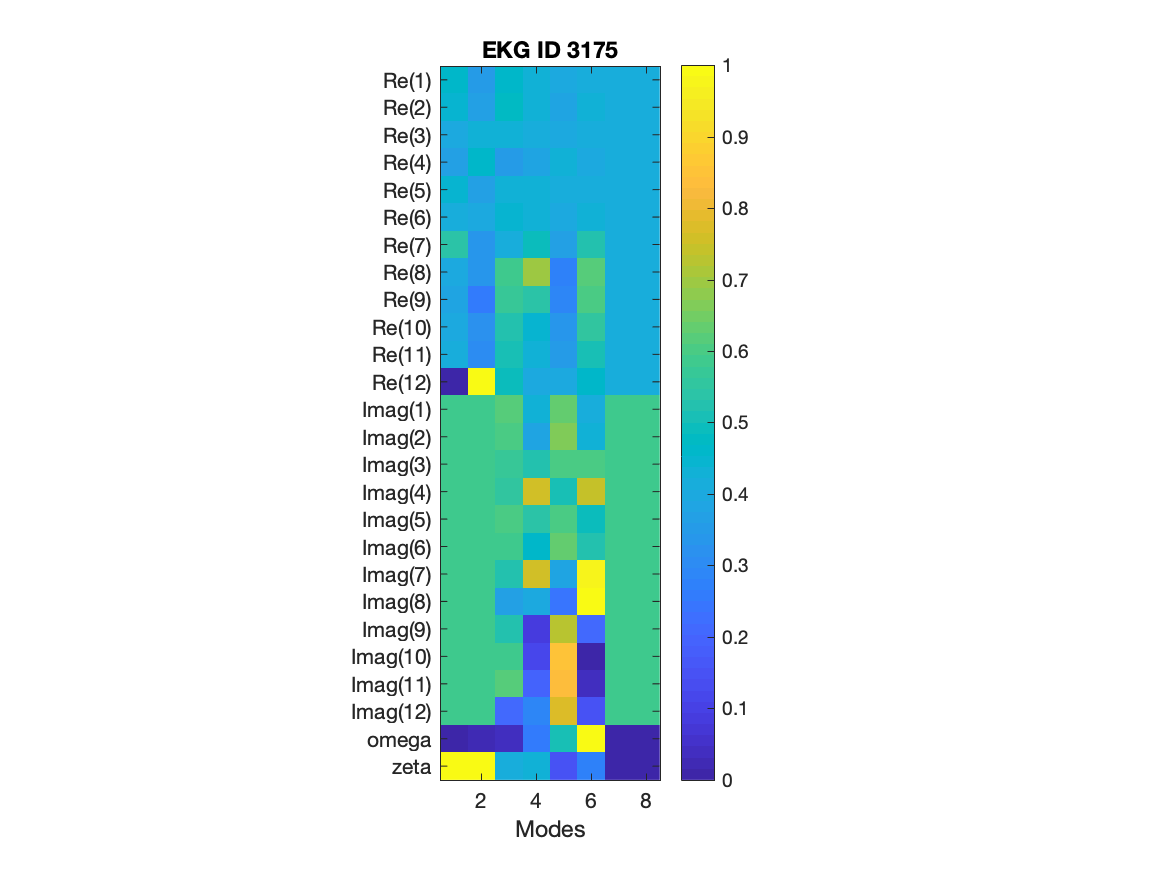 EKG ID 3175
Re(1)
Re(2)
Re(3)
Re(4)
Re(5)
Re(6)
Re(7)
Re(8)
Re(9)
Re(10)
Re(11)
Re(12)
Imag(1)
Imag(2)
Imag(3)
Imag(4)
Imag(5)
Imag(6)
Imag(7)
Imag(8)
Imag(9)
Imag(10)
Imag(11)
Imag(12)
omega
zeta
2 4 6 8
Modes
1
0.9
0.8
0.7
0.6
0.5
0.4
0.3
0.2
0.1
0